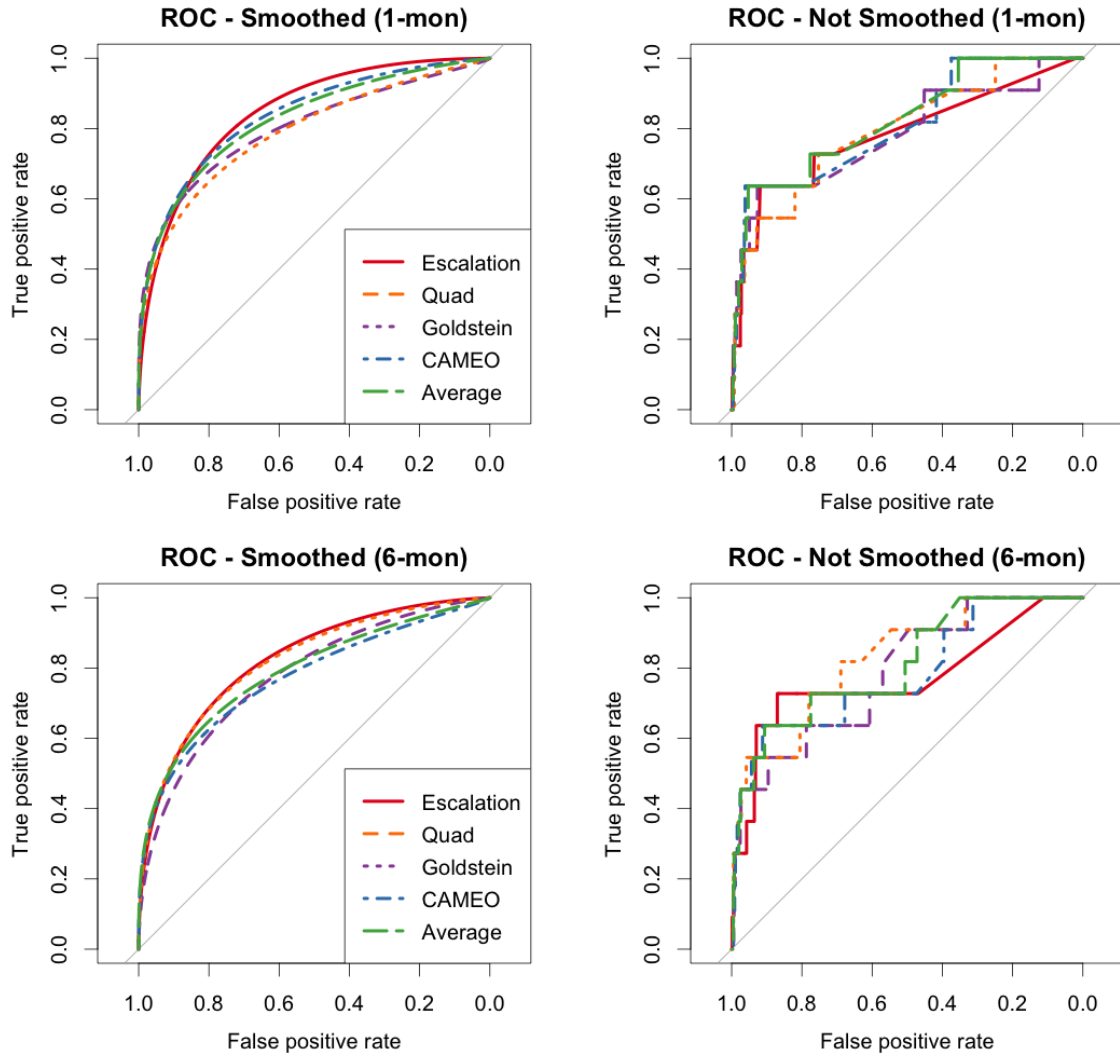 ROC - Smoothed (1-mon)
True positive rate
0.0 0.2 0.4 0.6 0.8 1.0
Escalation
Quad
Goldstein
CAMEO
Average
1.0 0.8 0.6 0.4 0.2 0.0
False positive rate
ROC - Not Smoothed (1-mon)
True positive rate
0.0 0.2 0.4 0.6 0.8 1.0
1.0 0.8 0.6 0.4 0.2 0.0
False positive rate
ROC - Smoothed (6-mon)
True positive rate
0.0 0.2 0.4 0.6 0.8 1.0
Escalation
Quad
Goldstein
CAMEO
Average
1.0 0.8 0.6 0.4 0.2 0.0
False positive rate
ROC - Not Smoothed (6-mon)
True positive rate
0.0 0.2 0.4 0.6 0.8 1.0
1.0 0.8 0.6 0.4 0.2 0.0
False positive rate